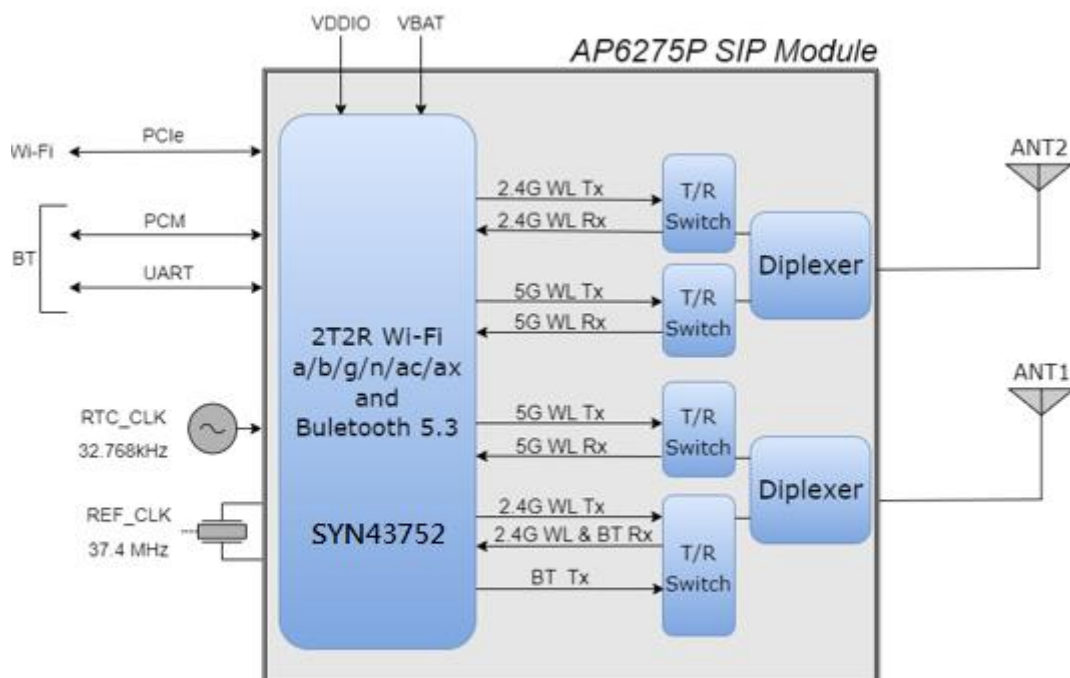 VDDIO VBAT
AP6275P SIP Module
Wi-Fi
PCIe
BT
PCM
UART
RTC_CLK
32.768kHz
REF_CLK
37.4 MHz
2T2R Wi-Fi
a/b/g/n/ac/ax
and
Buletooth 5.3
SYN43752
2.4G WL Tx
2.4G WL Rx
T/R
Switch
5G WL Tx
5G WL Rx
T/R
Switch
Diplexer
ANT2
5G WL Tx
5G WL Rx
T/R
Switch
2.4G WL Tx
2.4G WL & BT Rx
BT Tx
T/R
Switch
Diplexer
ANT1